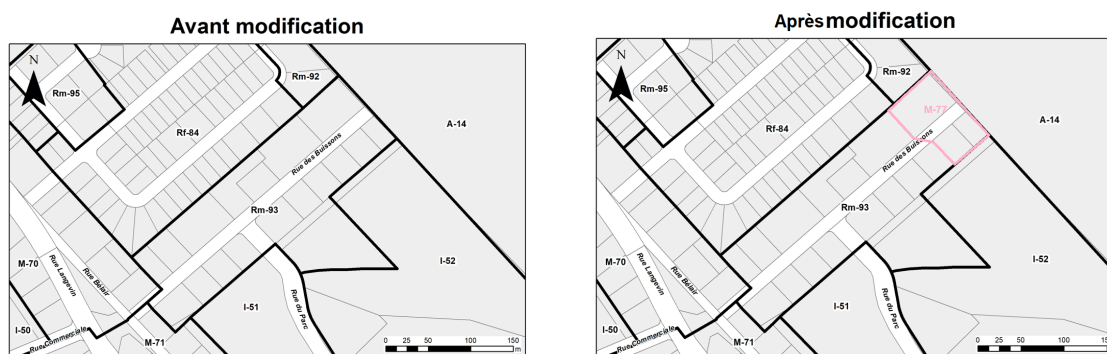 Avant modification
N
Rm-95
Rm-92
A-14
Rf-84
Rue des Buissons
Rm-93
M-70
Rue Langevin
Rue Bélair
I-52
I-51
Rue du Parc
I-50
Rue Commerciale
M-71
0 25 50 100 150
m
Après modification
N
Rm-95
Rm-92
M-77
A-14
Rf-84
Rue des Buissons
Rm-93
M-70
Rue Langevin
Rue Bélair
I-52
I-51
Rue du Parc
I-50
Rue Commerciale
M-71
0 25 50 100 150